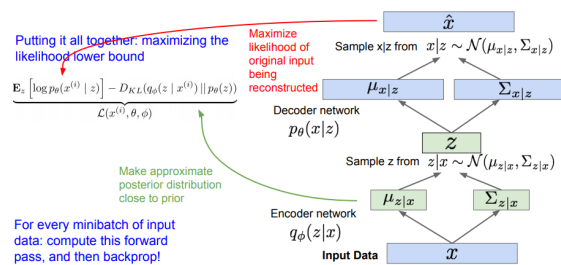 Putting it all together: maximizing the
likelihood lower bound
E_z [log p_θ(x^(i) | z)] − D_KL(q_φ(z | x^(i)) || p_θ(z))
L(x^(i), θ, φ)
Maximize
likelihood of
original input
being
reconstructed
x̂
Sample x|z from x|z ∼ N(μ_x|z, Σ_x|z)
μ_x|z
Σ_x|z
Decoder network
p_θ(x|z)
z
Sample z from z|x ∼ N(μ_z|x, Σ_z|x)
Make approximate
posterior distribution
close to prior
μ_z|x
Σ_z|x
Encoder network
q_φ(z|x)
For every minibatch of input
data: compute this forward
pass, and then backprop!
Input Data
x